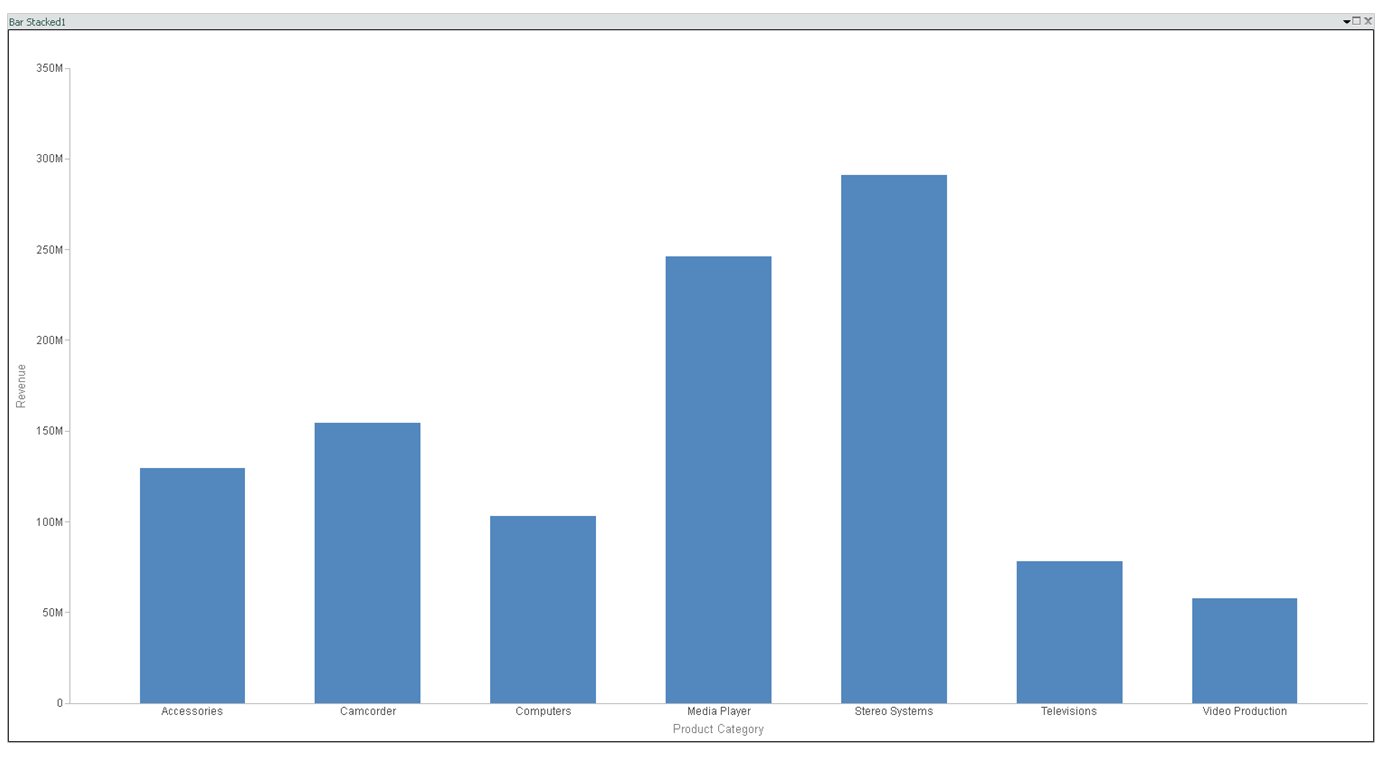 Bar Stacked1
350M
300M
250M
200M
150M
100M
50M
0
Revenue
Accessories Camcorder Computers Media Player Stereo Systems Televisions Video Production
Product Category